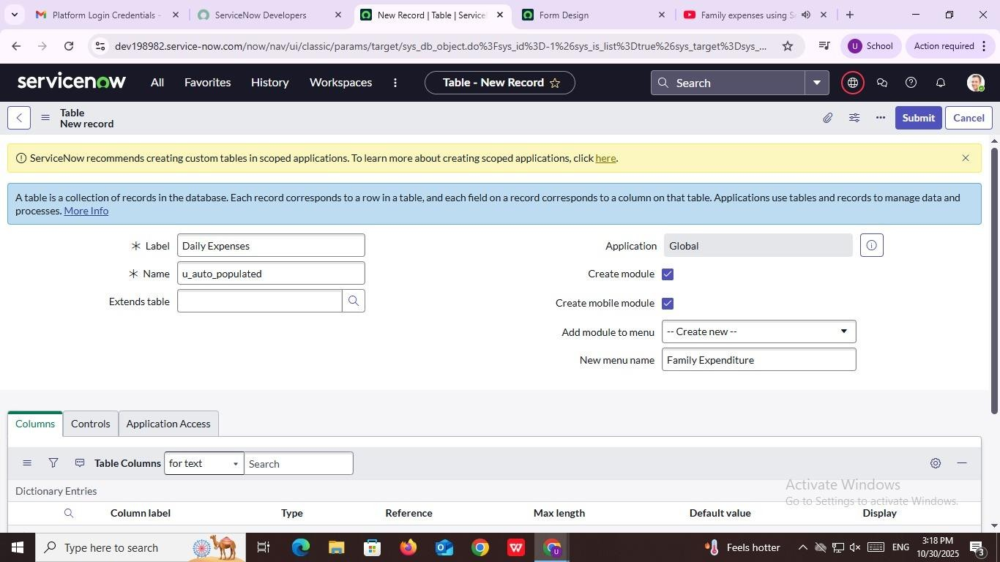 Platform Login Credentials -
ServiceNow Developers
New Record | Table | Service
Form Design
Family expenses using S
dev198982.service-now.com/now/nav/ui/classic/params/target/sys_db_object.do%3Fsys_id%3D-1%26sys_is_list%3Dtrue%26sys_target%3Dsys_...
U School
Action required
servicenow All Favorites History Workspaces Table - New Record Search
Table
New record
Submit Cancel
ServiceNow recommends creating custom tables in scoped applications. To learn more about creating scoped applications, click here.
A table is a collection of records in the database. Each record corresponds to a row in a table, and each field on a record corresponds to a column on that table. Applications use tables and records to manage data and
processes. More Info
Label Daily Expenses Application Global
Name u_auto_populated Create module
Extends table Create mobile module
Add module to menu -- Create new --
New menu name Family Expenditure
Columns Controls Application Access
Table Columns for text Search
Dictionary Entries
Column label Type Reference Max length Default value Display
Activate Windows
Go to Settings to activate Windows.
Type here to search
W
U
Feels hotter
ENG
3:18 PM
10/30/2025
3